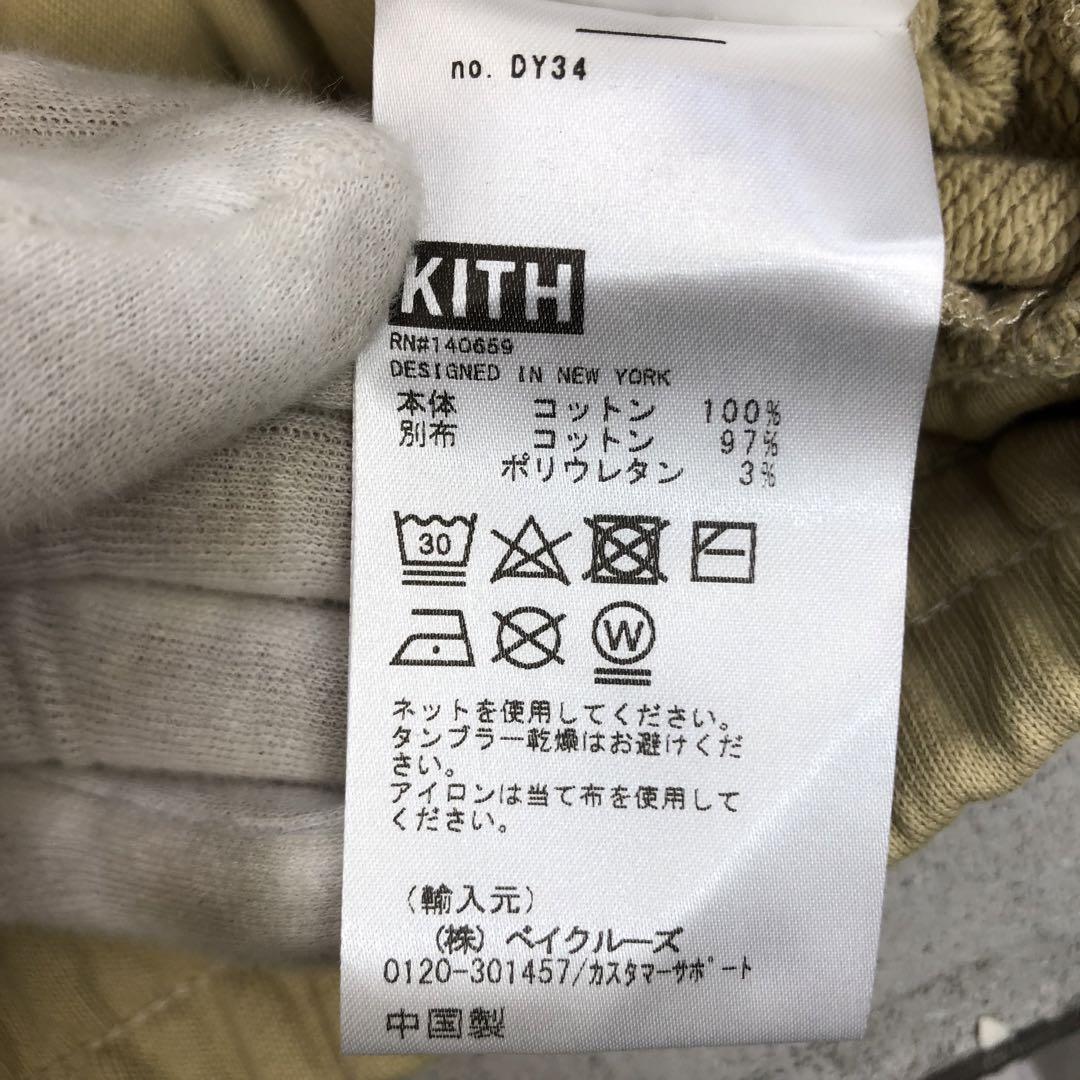 no. DY34
KITH
RN#140659
DESIGNED IN NEW YORK
本体 コットン 100%
別布 コットン 97%
ポリウレタン 3%
30
W
ネットを使用してください。
タンブラー乾燥はお避けくだ
さい。
アイロンは当て布を使用して
ください。
(輸入元)
(株) ベイクルーズ
0120-301457/カスタマーサポート
中国製